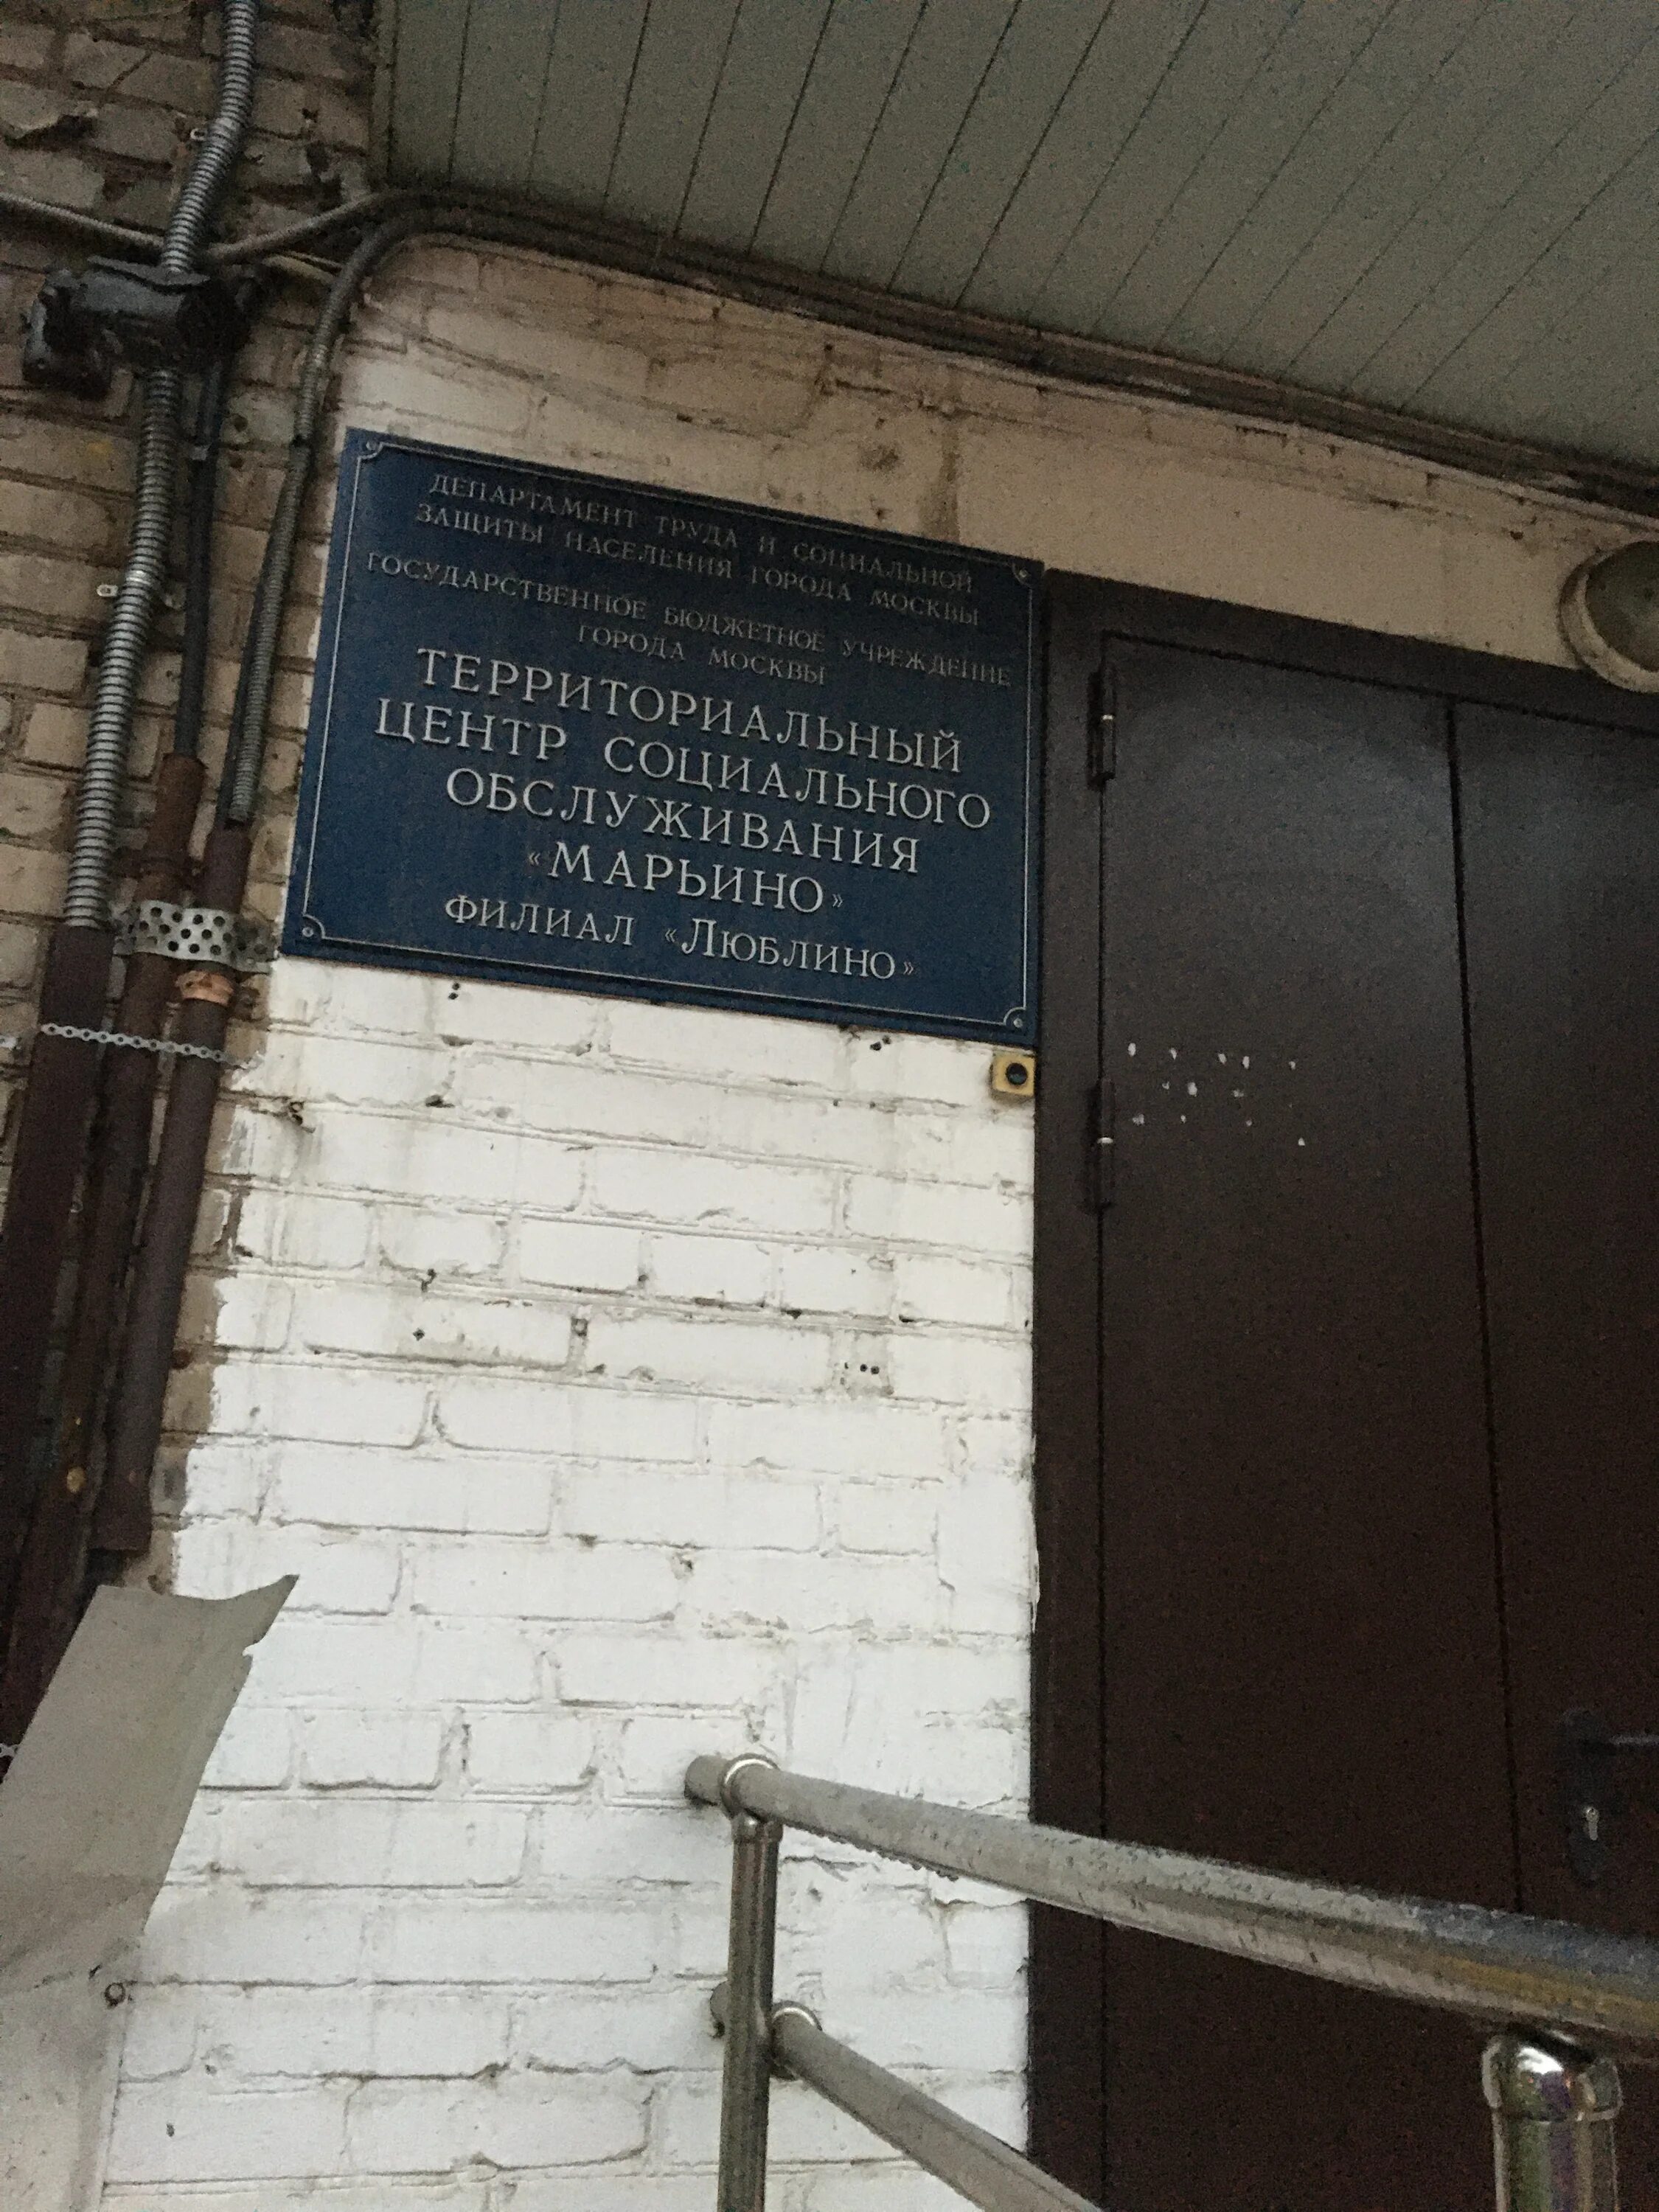 ДЕПАРТАМЕНТ ТРУДА И СОЦИАЛЬНОЙ
ЗАЩИТЫ НАСЕЛЕНИЯ ГОРОДА МОСКВЫ
ГОСУДАРСТВЕННОЕ БЮДЖЕТНОЕ УЧРЕЖДЕНИЕ
ГОРОДА МОСКВЫ
ТЕРРИТОРИАЛЬНЫЙ
ЦЕНТР СОЦИАЛЬНОГО
ОБСЛУЖИВАНИЯ
«МАРЬИНО»
ФИЛИАЛ «ЛЮБЛИНО»